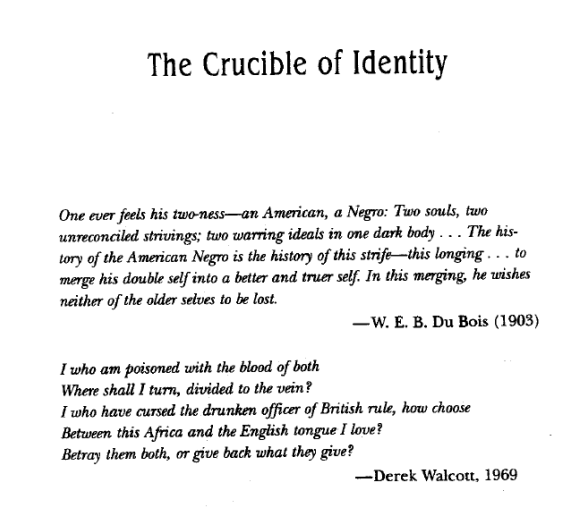 The Crucible of Identity
One ever feels his two-ness—an American, a Negro: Two souls, two
unreconciled strivings; two warring ideals in one dark body . . . The his-
tory of the American Negro is the history of this strife—this longing . . . to
merge his double self into a better and truer self. In this merging, he wishes
neither of the older selves to be lost.
—W. E. B. Du Bois (1903)
I who am poisoned with the blood of both
Where shall I turn, divided to the vein?
I who have cursed the drunken officer of British rule, how choose
Between this Africa and the English tongue I love?
Betray them both, or give back what they give?
—Derek Walcott, 1969